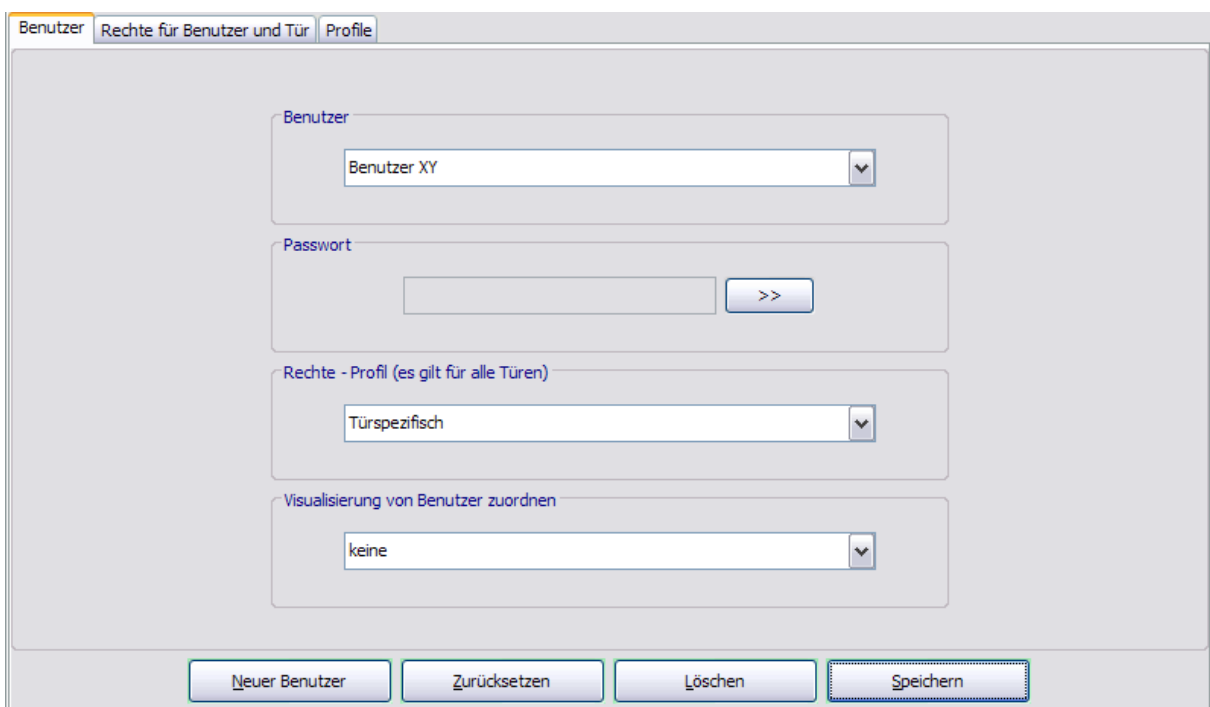 Benutzer Rechte für Benutzer und Tür Profile
Benutzer
Benutzer XY
Passwort
>>
Rechte - Profil (es gilt für alle Türen)
Türspezifisch
Visualisierung von Benutzer zuordnen
keine
Neuer Benutzer Zurücksetzen Löschen Speichern